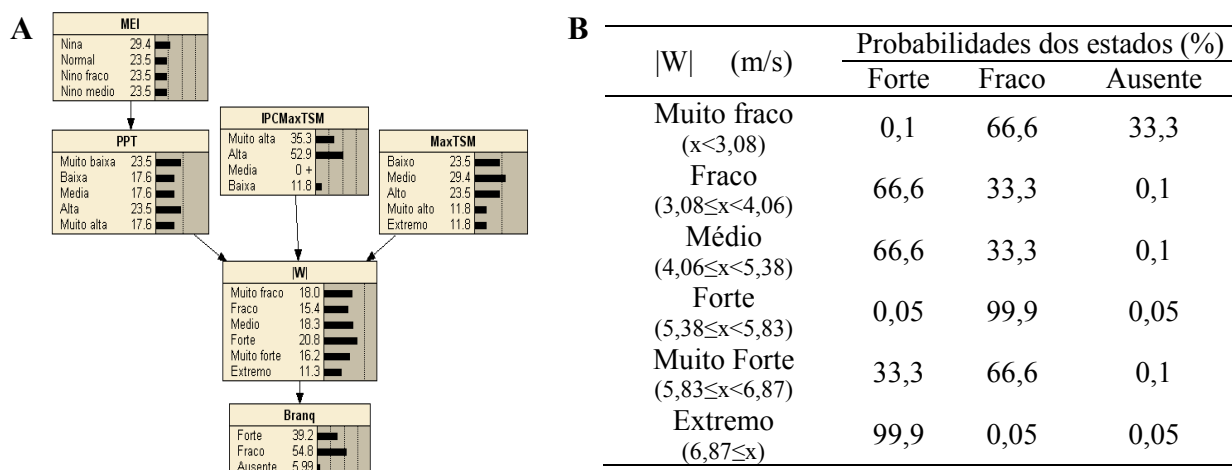 A
MEI
Nina 29.4
Normal 23.5
Nino fraco 23.5
Nino medio 23.5
PPT
Muito baixa 23.5
Baixa 17.6
Media 17.6
Alta 23.5
Muito alta 17.6
IPCMaxTSM
Muito alta 35.3
Alta 52.9
Media 0 +
Baixa 11.8
MaxTSM
Baixo 23.5
Medio 29.4
Alto 23.5
Muito alto 11.8
Extremo 11.8
|W|
Muito fraco 18.0
Fraco 15.4
Medio 18.3
Forte 20.8
Muito forte 16.2
Extremo 11.3
Branq
Forte 39.2
Fraco 54.8
Ausente 5.99
B
|W| (m/s) Probabilidades dos estados (%)
Forte Fraco Ausente
Muito fraco
(x<3,08) 0,1 66,6 33,3
Fraco
(3,08≤x<4,06) 66,6 33,3 0,1
Médio
(4,06≤x<5,38) 66,6 33,3 0,1
Forte
(5,38≤x<5,83) 0,05 99,9 0,05
Muito Forte
(5,83≤x<6,87) 33,3 66,6 0,1
Extremo
(6,87≤x) 99,9 0,05 0,05